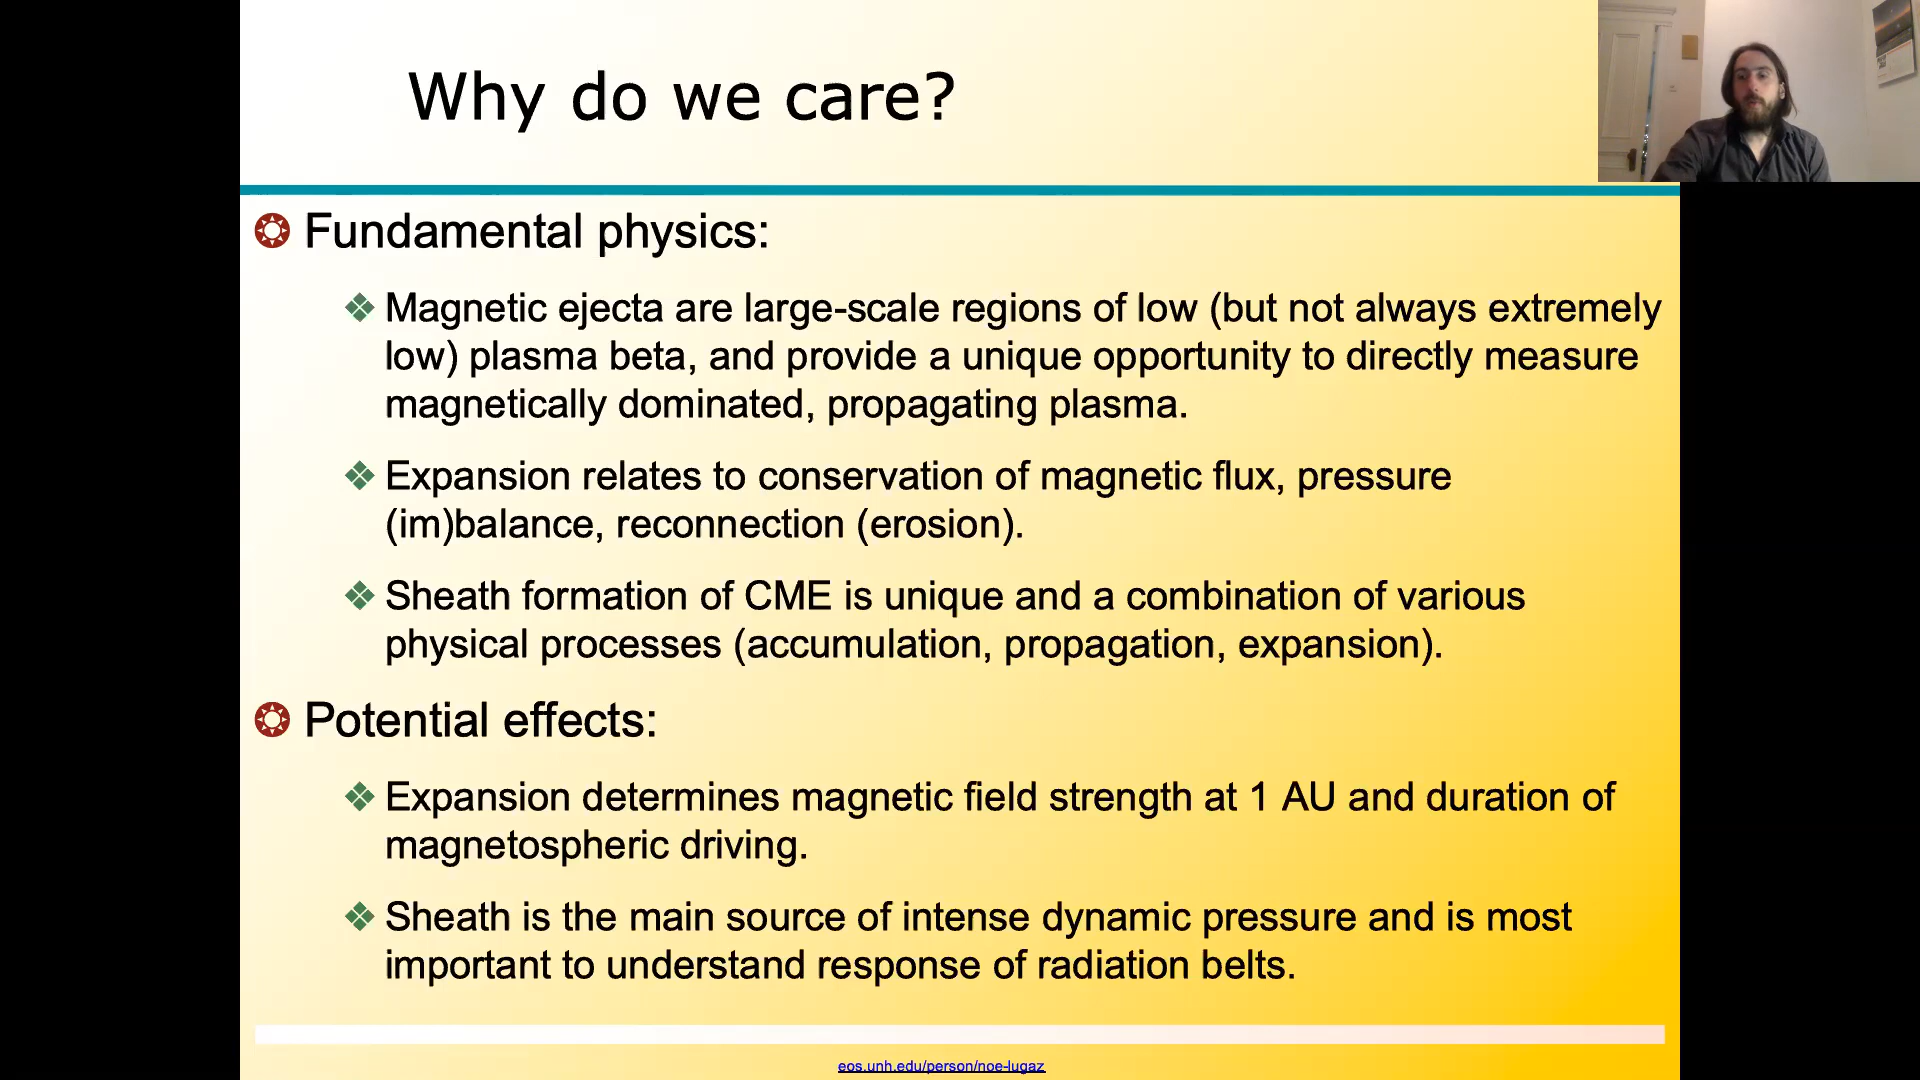 Why do we care?
Fundamental physics:
Magnetic ejecta are large-scale regions of low (but not always extremely
low) plasma beta, and provide a unique opportunity to directly measure
magnetically dominated, propagating plasma.
Expansion relates to conservation of magnetic flux, pressure
(im)balance, reconnection (erosion).
Sheath formation of CME is unique and a combination of various
physical processes (accumulation, propagation, expansion).
Potential effects:
Expansion determines magnetic field strength at 1 AU and duration of
magnetospheric driving.
Sheath is the main source of intense dynamic pressure and is most
important to understand response of radiation belts.
eos.unh.edu/person/noe-lugaz